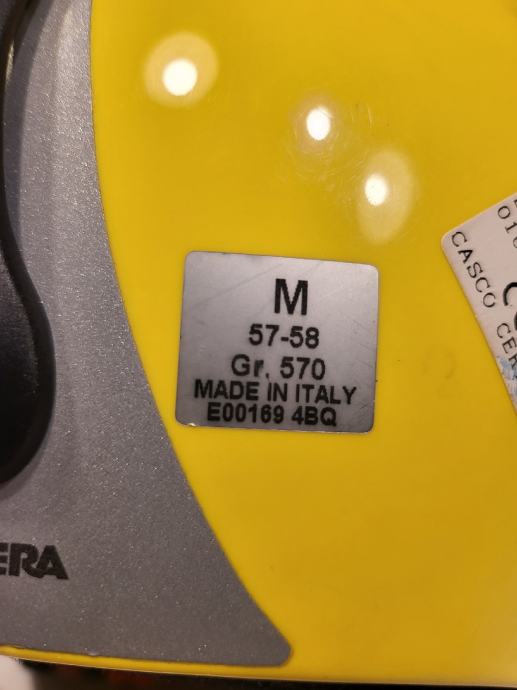 M
57-58
Gr. 570
MADE IN ITALY
E00169 4BQ
CASCO
ERA